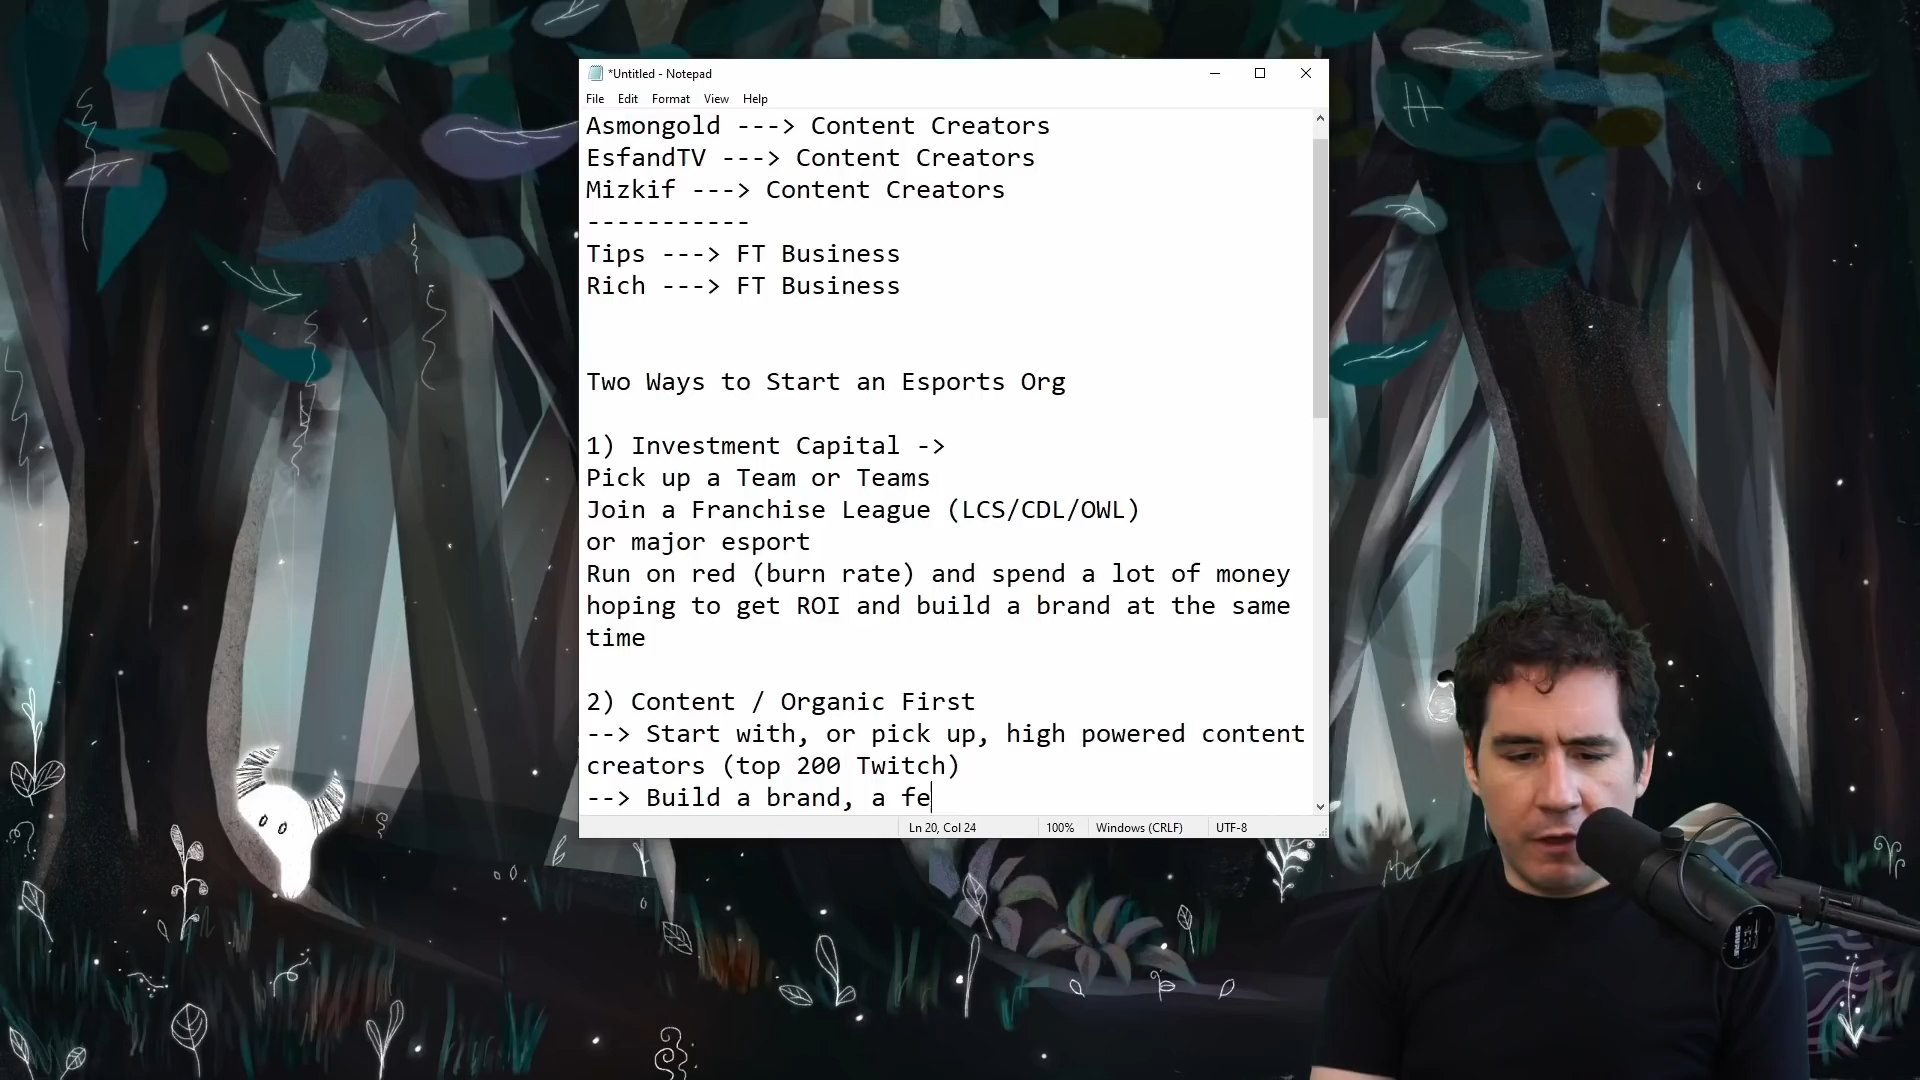 *Untitled - Notepad
File Edit Format View Help
Asmongold ---> Content Creators
EsfandTV ---> Content Creators
Mizkif ---> Content Creators
-----------
Tips ---> FT Business
Rich ---> FT Business
Two Ways to Start an Esports Org
1) Investment Capital ->
Pick up a Team or Teams
Join a Franchise League (LCS/CDL/OWL)
or major esport
Run on red (burn rate) and spend a lot of money
hoping to get ROI and build a brand at the same
time
2) Content / Organic First
--> Start with, or pick up, high powered content
creators (top 200 Twitch)
--> Build a brand, a fe
Ln 20, Col 24 100% Windows (CRLF) UTF-8
SHURE